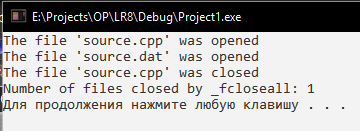 E:\Projects\OP\LR8\Debug\Project1.exe
The file 'source.cpp' was opened
The file 'source.dat' was opened
The file 'source.cpp' was closed
Number of files closed by _fcloseall: 1
Для продолжения нажмите любую клавишу . . .